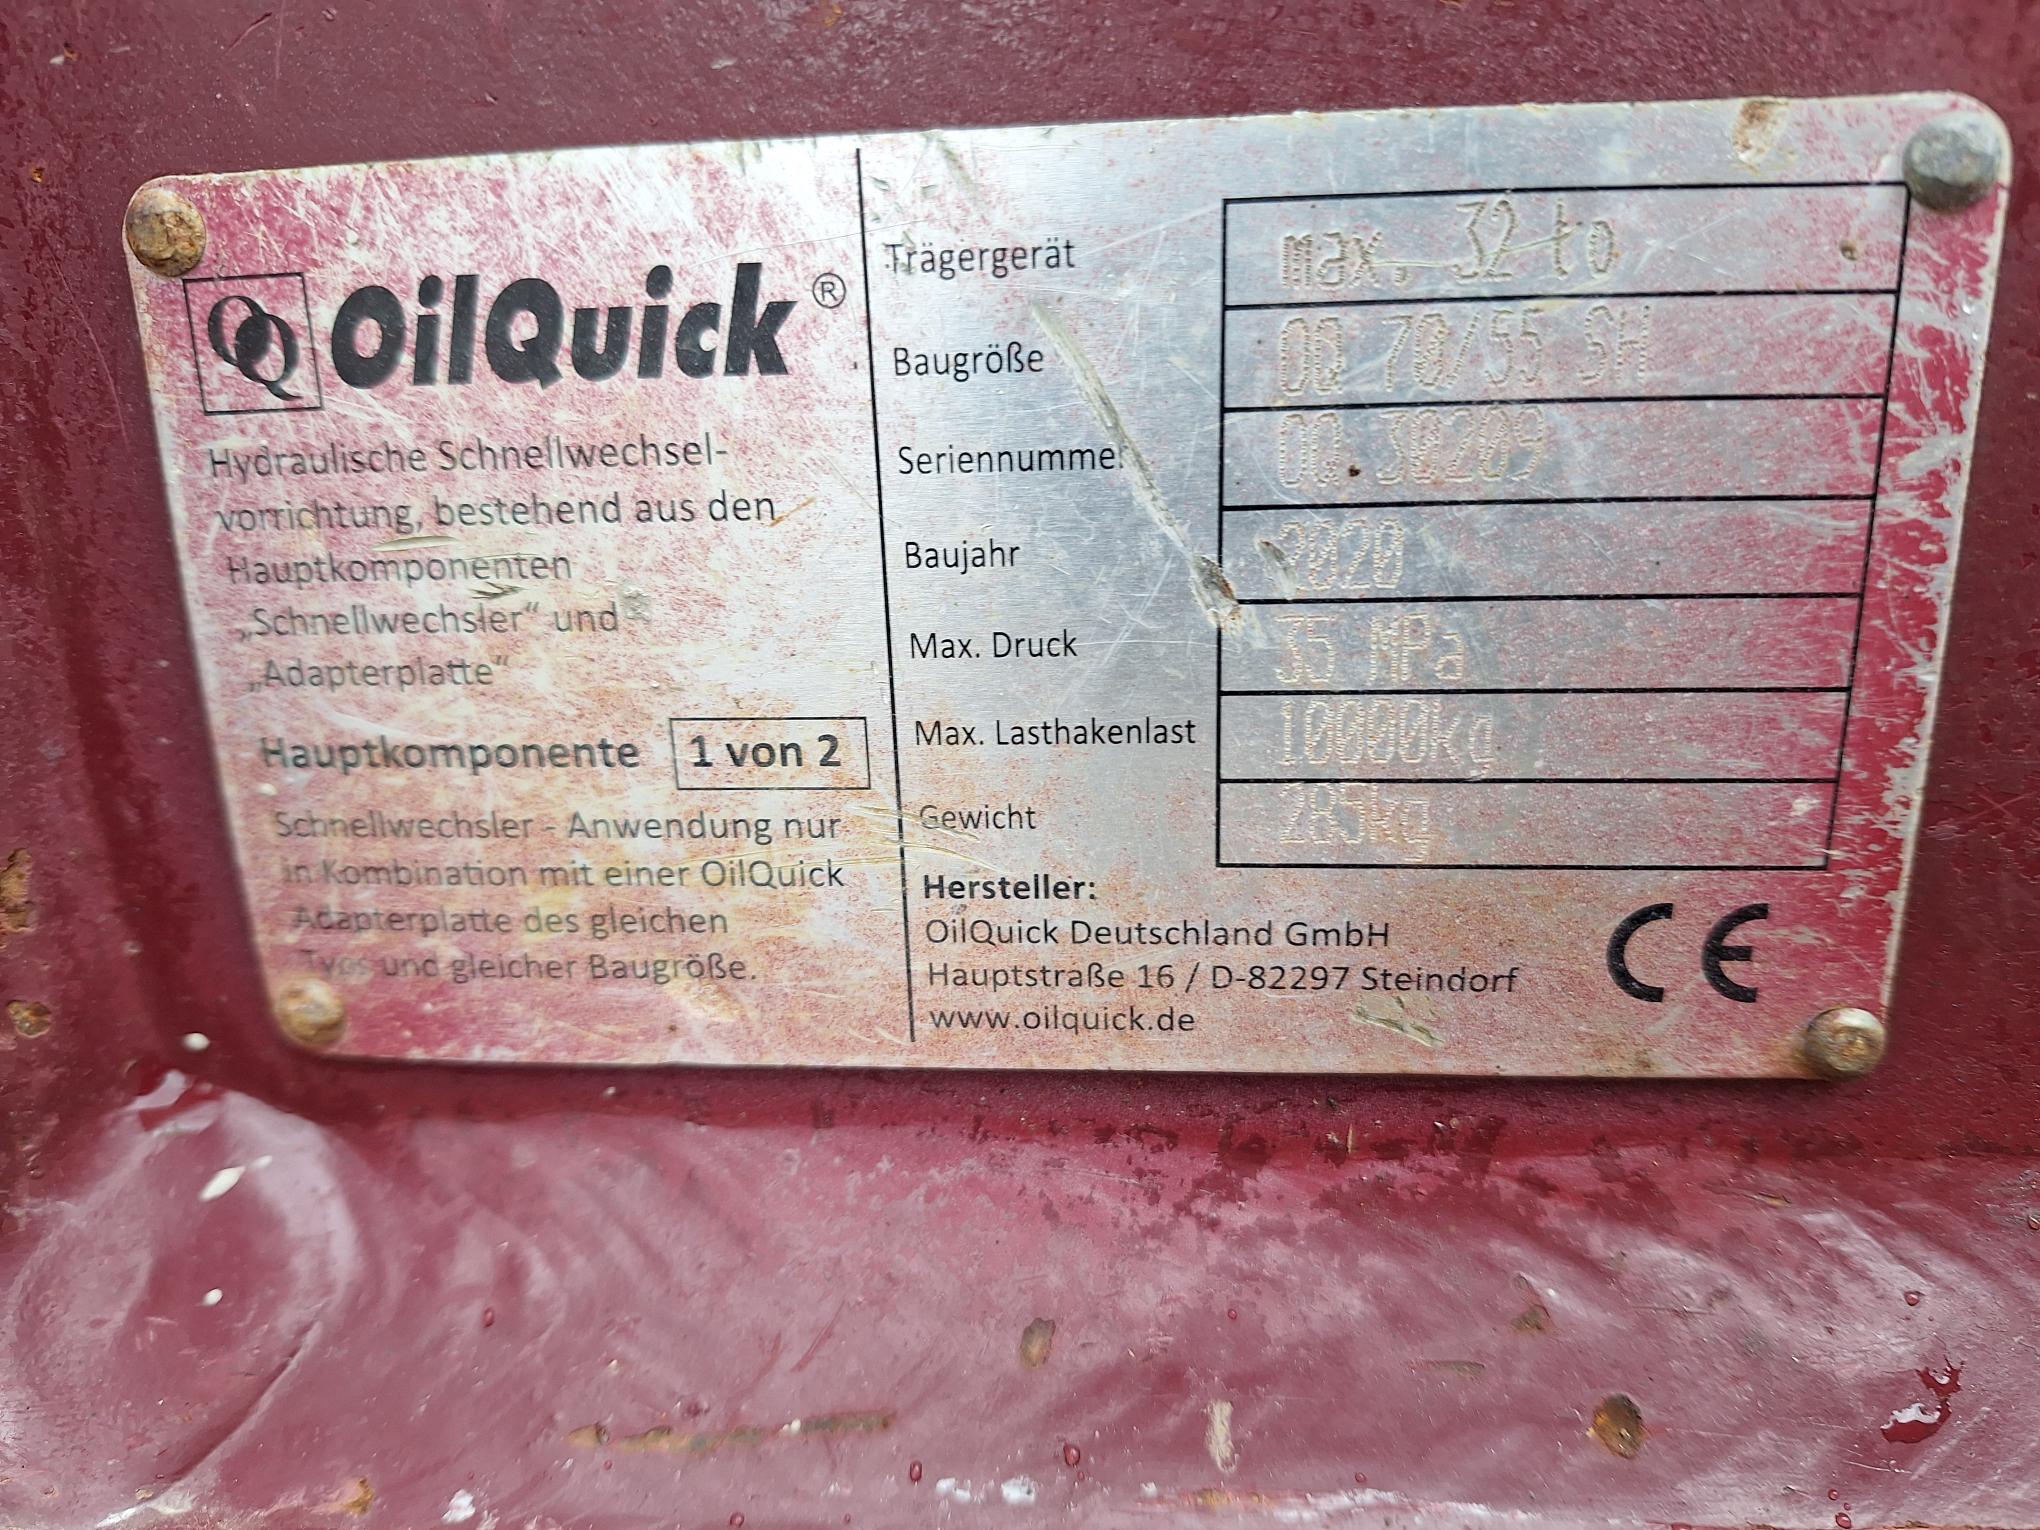 OilQuick®
Hydraulische Schnellwechsel-
vorrichtung, bestehend aus den
Hauptkomponenten
„Schnellwechsler“ und
„Adapterplatte“
Hauptkomponente 1 von 2
Schnellwechsler - Anwendung nur
in Kombination mit einer OilQuick
Adapterplatte des gleichen
Typs und gleicher Baugröße.
Trägergerät max. 32 to
Baugröße OQ 70/55 SH
Seriennummer OQ.30209
Baujahr 2020
Max. Druck 35 MPa
Max. Lasthakenlast 10000kg
Gewicht 285kg
Hersteller:
OilQuick Deutschland GmbH
Hauptstraße 16 / D-82297 Steindorf
www.oilquick.de
CE